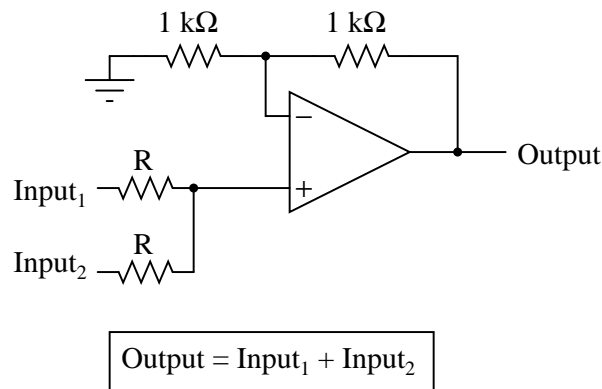 1 kΩ 1 kΩ
−
Output
+
R
Input₁
R
Input₂
Output = Input₁ + Input₂